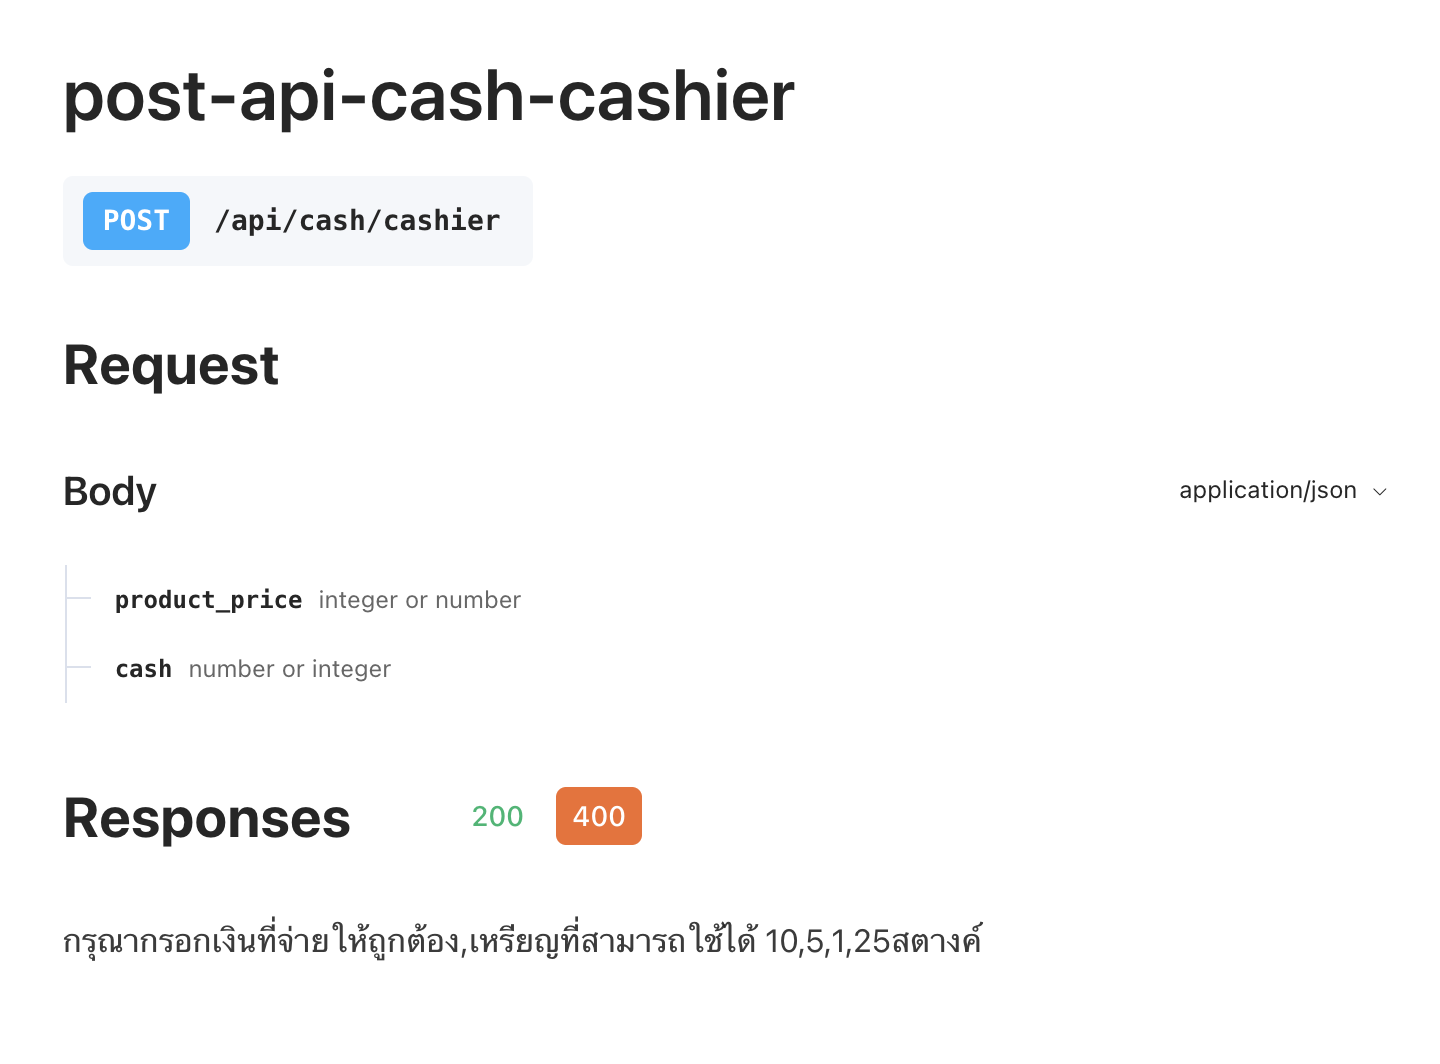 post-api-cash-cashier
POST /api/cash/cashier
Request
Body application/json
product_price integer or number
cash number or integer
Responses 200 400
กรุณากรอกเงินที่จ่ายให้ถูกต้อง,เหรียญที่สามารถใช้ได้ 10,5,1,25สตางค์